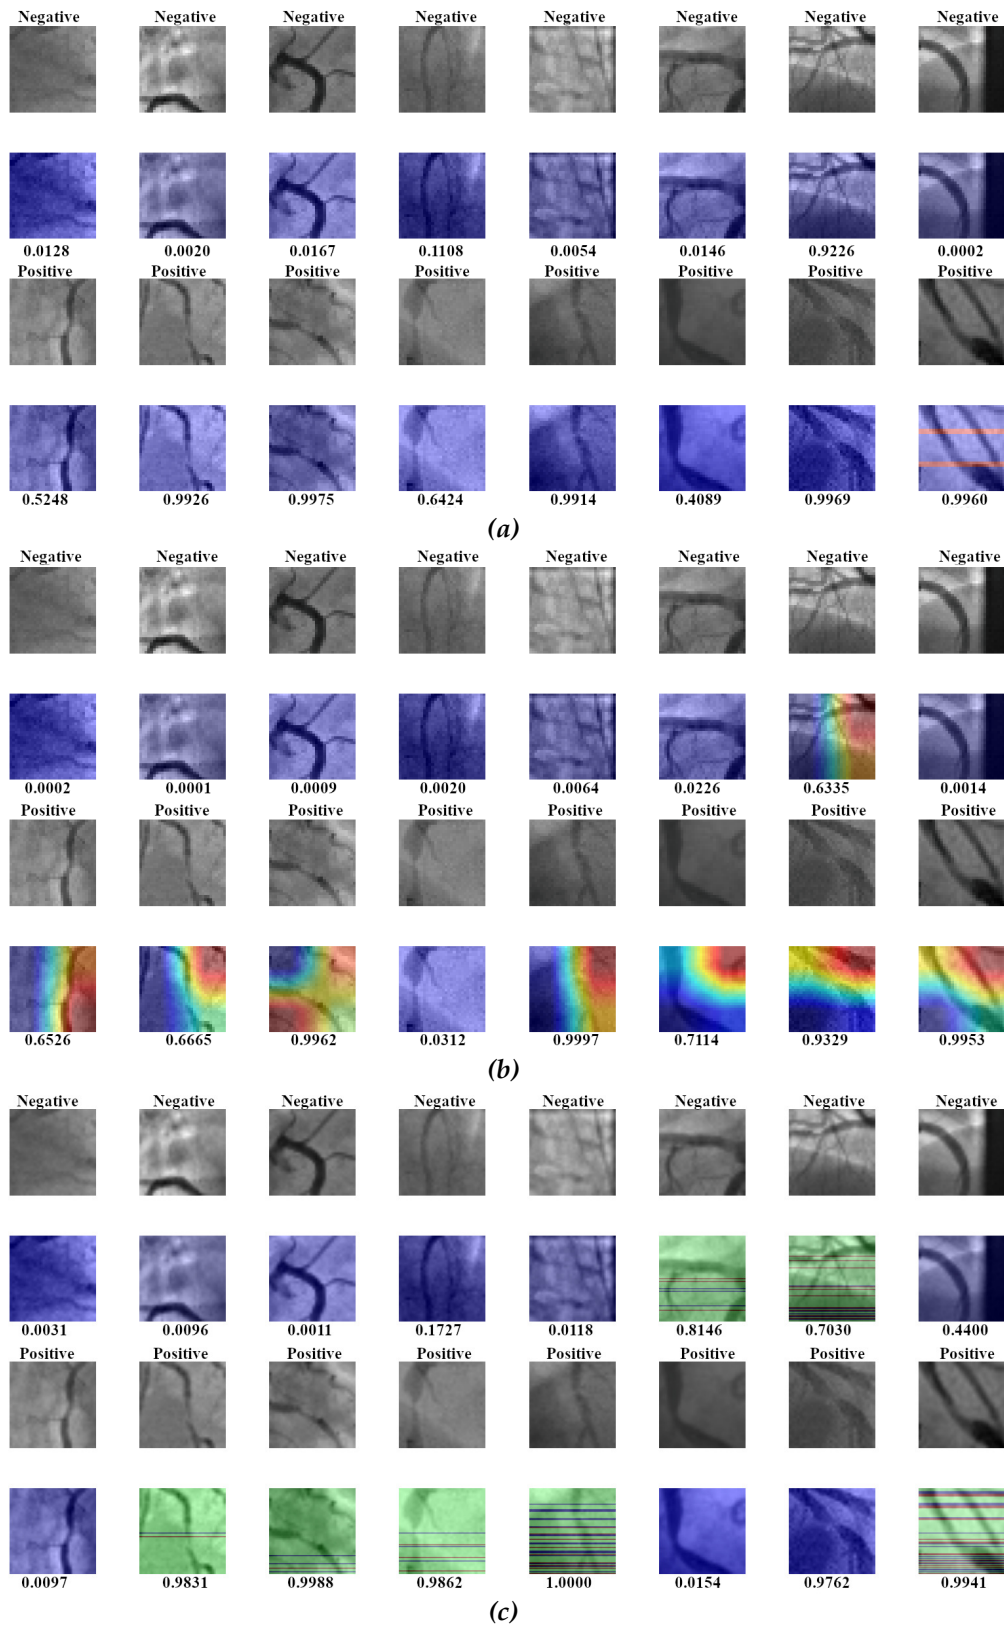 Negative Negative Negative Negative Negative Negative Negative Negative
0.0128 0.0020 0.0167 0.1108 0.0054 0.0146 0.9226 0.0002
Positive Positive Positive Positive Positive Positive Positive Positive
0.5248 0.9926 0.9975 0.6424 0.9914 0.4089 0.9969 0.9960
(a)
Negative Negative Negative Negative Negative Negative Negative Negative
0.0002 0.0001 0.0009 0.0020 0.0064 0.0226 0.6335 0.0014
Positive Positive Positive Positive Positive Positive Positive Positive
0.6526 0.6665 0.9962 0.0312 0.9997 0.7114 0.9329 0.9953
(b)
Negative Negative Negative Negative Negative Negative Negative Negative
0.0031 0.0096 0.0011 0.1727 0.0118 0.8146 0.7030 0.4400
Positive Positive Positive Positive Positive Positive Positive Positive
0.0097 0.9831 0.9988 0.9862 1.0000 0.0154 0.9762 0.9941
(c)